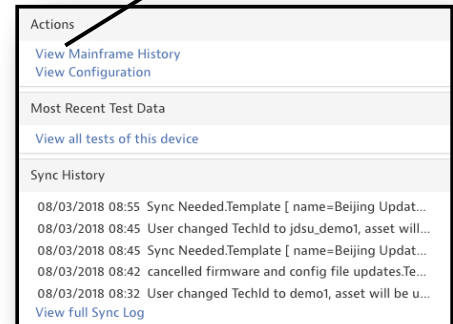 Actions
View Mainframe History
View Configuration
Most Recent Test Data
View all tests of this device
Sync History
08/03/2018 08:55 Sync Needed.Template [ name=Beijing Updat...
08/03/2018 08:45 User changed TechId to jdsu_demo1, asset will...
08/03/2018 08:45 Sync Needed.Template [ name=Beijing Updat...
08/03/2018 08:42 cancelled firmware and config file updates.Te...
08/03/2018 08:32 User changed TechId to demo1, asset will be u...
View full Sync Log